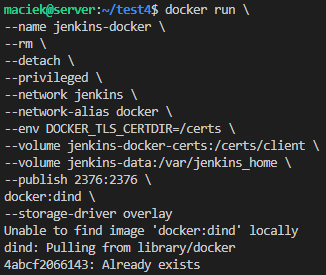 maciek@server:~/test4$ docker run \
--name jenkins-docker \
--rm \
--detach \
--privileged \
--network jenkins \
--network-alias docker \
--env DOCKER_TLS_CERTDIR=/certs \
--volume jenkins-docker-certs:/certs/client \
--volume jenkins-data:/var/jenkins_home \
--publish 2376:2376 \
docker:dind \
--storage-driver overlay
Unable to find image 'docker:dind' locally
dind: Pulling from library/docker
4abcf2066143: Already exists